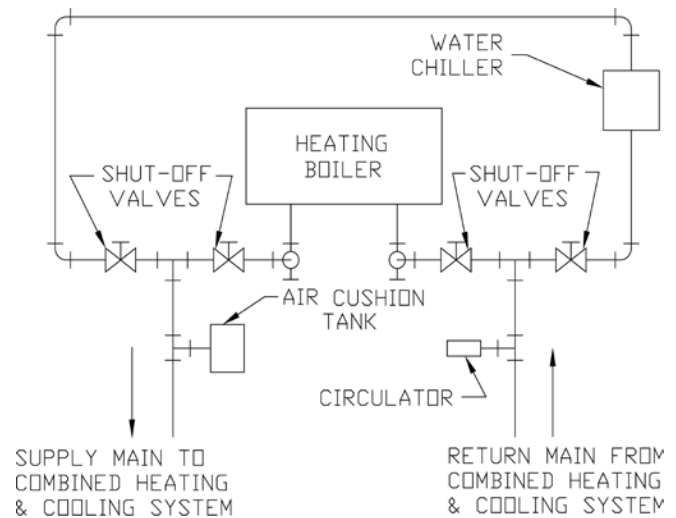 WATER
CHILLER
HEATING
BOILER
SHUT-OFF
VALVES
SHUT-OFF
VALVES
AIR CUSHION
TANK
CIRCULATOR
SUPPLY MAIN TO
COMBINED HEATING
& COOLING SYSTEM
RETURN MAIN FROM
COMBINED HEATING
& COOLING SYSTEM